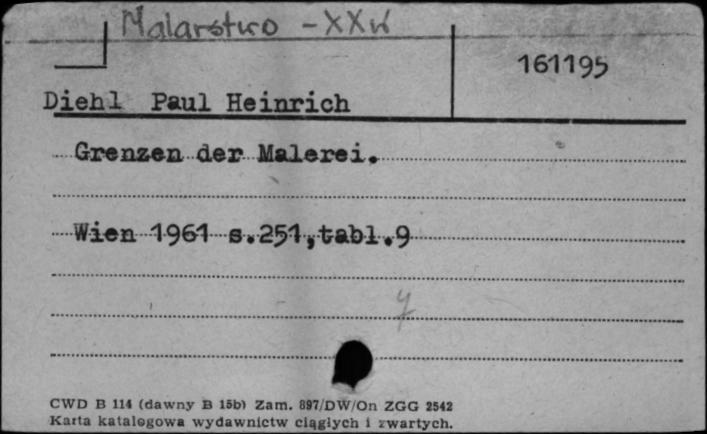 Malarstwo - XXw
161195
Diehl Paul Heinrich
Grenzen der Malerei.
Wien 1961 s.251,tabl.9
y
CWD B 114 (dawny B 15b) Zam. 897/DW/On ZGG 2542
Karta katalogowa wydawnictw ciągłych i zwartych.